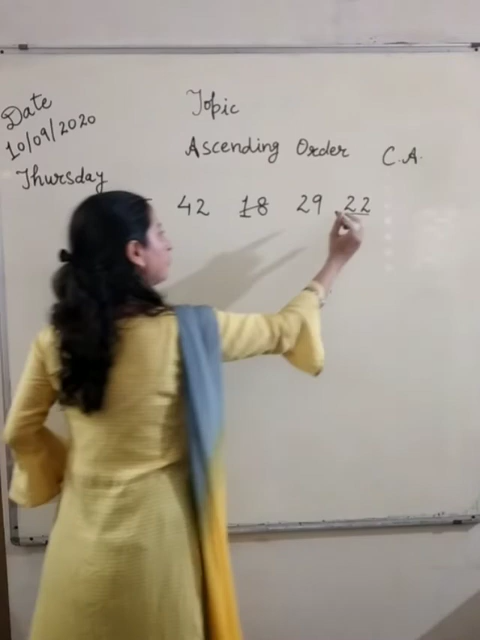 Date
10/09/2020
Thursday
Topic
Ascending Order C.A.
42 18 29 22